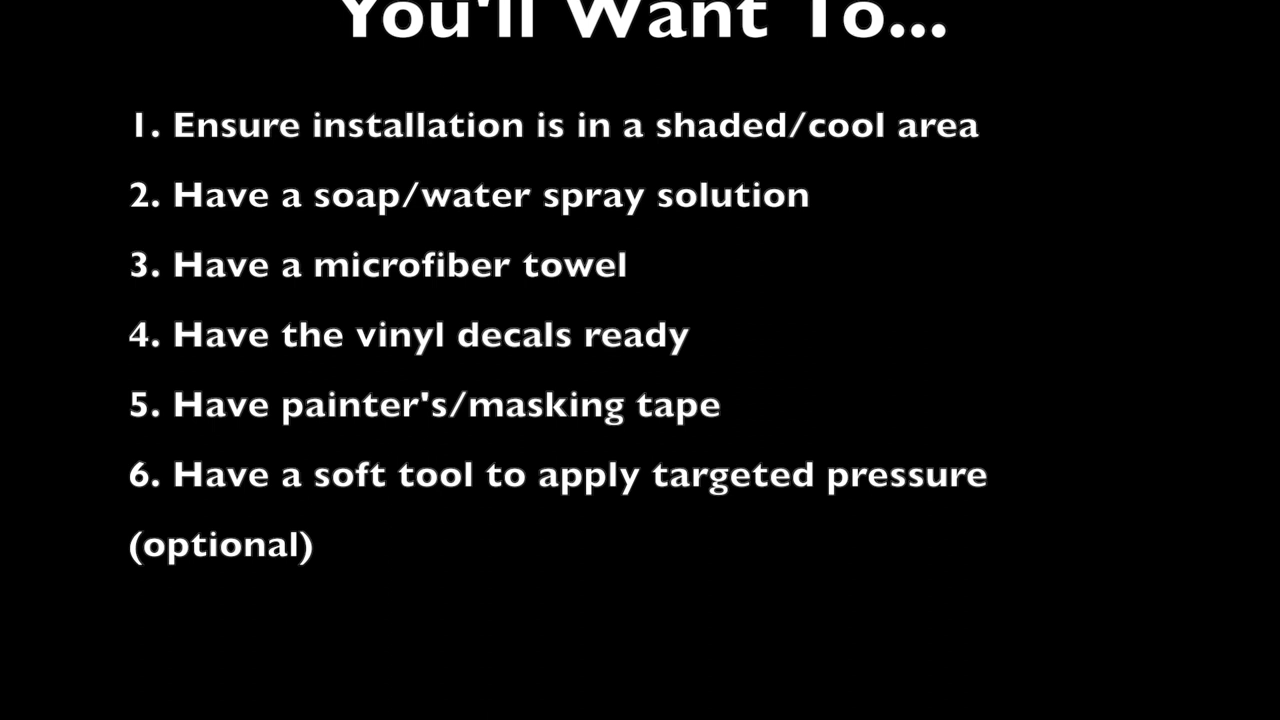 You'll Want To...
1. Ensure installation is in a shaded/cool area
2. Have a soap/water spray solution
3. Have a microfiber towel
4. Have the vinyl decals ready
5. Have painter's/masking tape
6. Have a soft tool to apply targeted pressure
(optional)